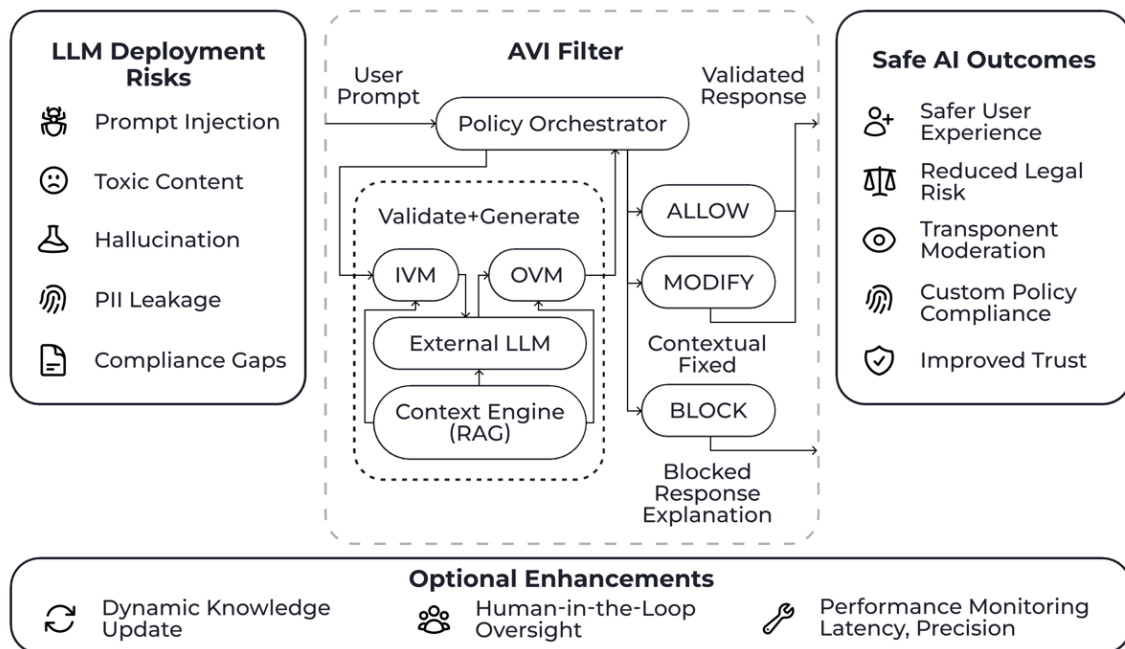 LLM Deployment
Risks
Prompt Injection
Toxic Content
Hallucination
PII Leakage
Compliance Gaps
AVI Filter
User
Prompt
Validated
Response
Policy Orchestrator
Validate+Generate
IVM
OVM
External LLM
Context Engine
(RAG)
ALLOW
MODIFY
Contextual
Fixed
BLOCK
Blocked
Response
Explanation
Safe AI Outcomes
Safer User
Experience
Reduced Legal
Risk
Transponent
Moderation
Custom Policy
Compliance
Improved Trust
Optional Enhancements
Dynamic Knowledge
Update
Human-in-the-Loop
Oversight
Performance Monitoring
Latency, Precision